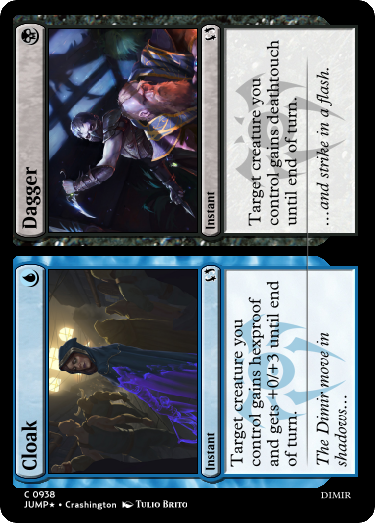 Cloak
Instant
Target creature you
control gains hexproof
and gets +0/+3 until end
of turn.
The Dimir move in
shadows…
Dagger
Instant
Target creature you
control gains deathtouch
until end of turn.
…and strike in a flash.
C 0938
JUMP★ • Crashington Tulio Brito
DIMIR